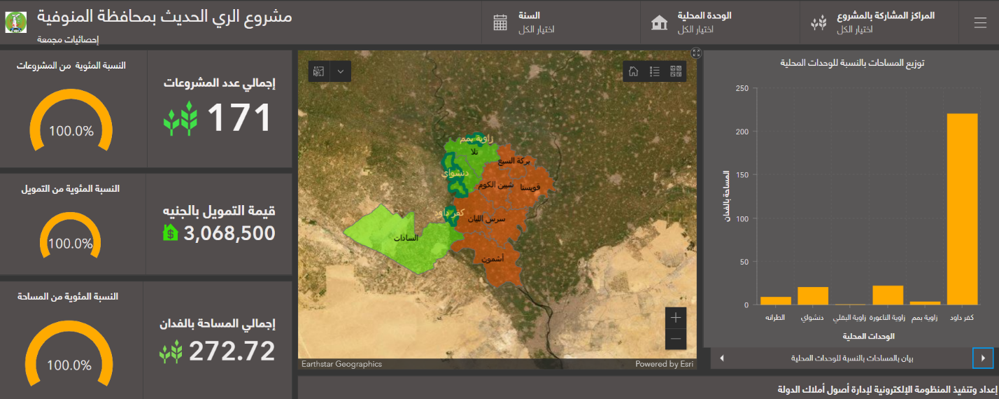 مشروع الري الحديث بمحافظة المنوفية
إحصائيات مجمعة
السنة
اختيار الكل
الوحدة المحلية
اختيار الكل
المراكز المشاركة بالمشروع
اختيار الكل
النسبة المئوية من المشروعات
100.0%
إجمالي عدد المشروعات
171
النسبة المئوية من التمويل
100.0%
قيمة التمويل بالجنيه
3,068,500
النسبة المئوية من المساحة
100.0%
إجمالي المساحة بالفدان
272.72
زاوية بمم
تلا
بركة السبع
دنشواي
شبين الكوم
قويسنا
كفر داود
سرس الليان
السادات
أشمون
Earthstar Geographics
Powered by Esri
توزيع المساحات بالنسبة للوحدات المحلية
250
200
150
100
50
0
المساحة بالفدان
الطرانه
دنشواي
زاوية البقلي
زاوية الناعورة
زاوية بمم
كفر داود
الوحدات المحلية
بيان بالمساحات بالنسبة للوحدات المحلية
إعداد وتنفيذ المنظومة الإلكترونية لإدارة أصول أملاك الدولة